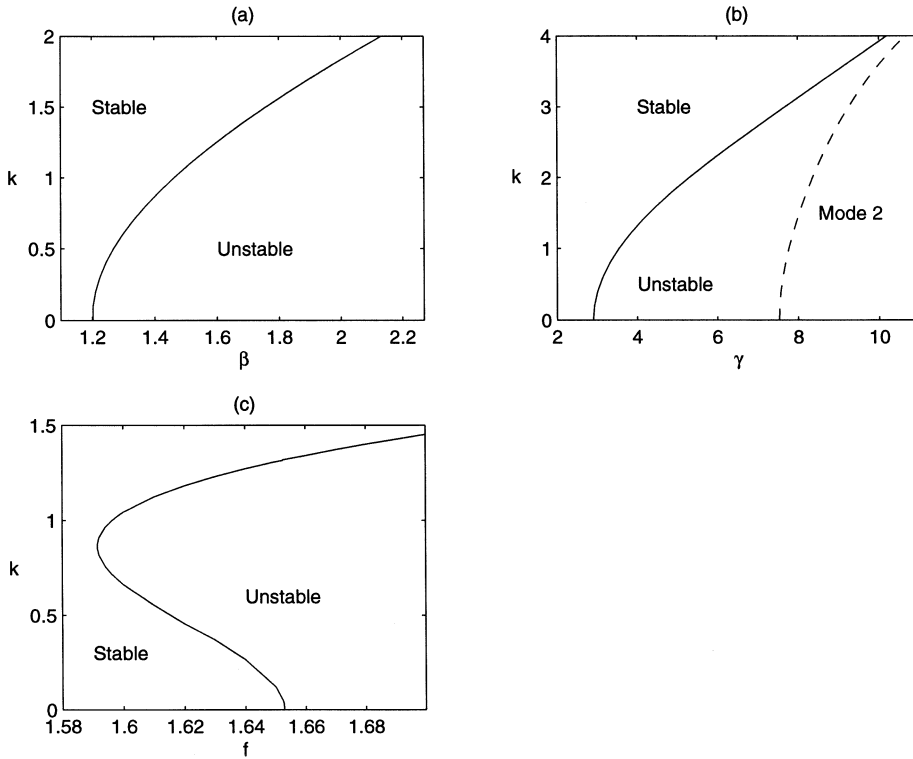 (a)
2
1.5
1
0.5
0
k
Stable
Unstable
1.2
1.4
1.6
1.8
2
2.2
β
(b)
4
3
2
1
0
k
Stable
Mode 2
Unstable
2
4
6
8
10
γ
(c)
1.5
1
0.5
0
k
Unstable
Stable
1.58
1.6
1.62
1.64
1.66
1.68
f